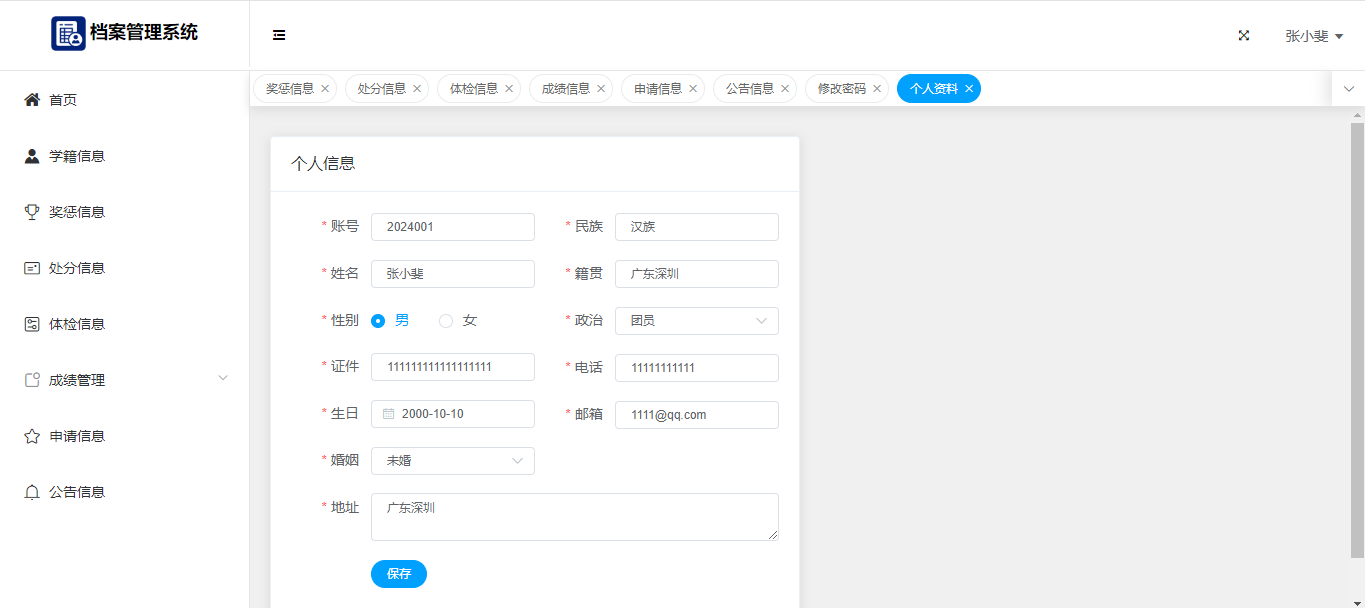 档案管理系统
张小斐
首页
学籍信息
奖惩信息
处分信息
体检信息
成绩管理
申请信息
公告信息
奖惩信息 处分信息 体检信息 成绩信息 申请信息 公告信息 修改密码 个人资料
个人信息
* 账号 2024001 * 民族 汉族
* 姓名 张小斐 * 籍贯 广东深圳
* 性别 男 女 * 政治 团员
* 证件 111111111111111111 * 电话 11111111111
* 生日 2000-10-10 * 邮箱 1111@qq.com
* 婚姻 未婚
* 地址 广东深圳
保存